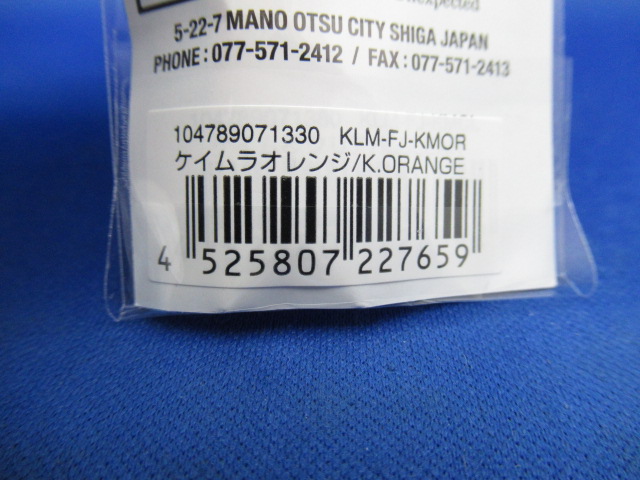 5-22-7 MANO OTSU CITY SHIGA JAPAN
PHONE : 077-571-2412 / FAX : 077-571-2413
104789071330 KLM-FJ-KMOR
ケイムラオレンジ/K.ORANGE
4 525807 227659